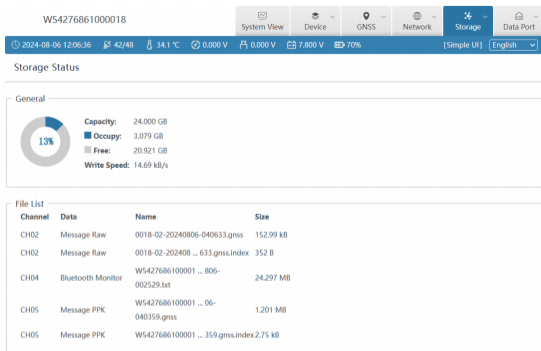 W54276861000018
System View
Device
GNSS
Network
Storage
Data Port
2024-08-06 12:06:36 42/48 34.1 °C 0.000 V 0.000 V 7.800 V 70% [Simple UI] English
Storage Status
General
13%
Capacity: 24.000 GB
Occupy: 3.079 GB
Free: 20.921 GB
Write Speed: 14.69 kB/s
File List
Channel Data Name Size
CH02 Message Raw 0018-02-20240806-040633.gnss 152.99 kB
CH02 Message Raw 0018-02-202408 ... 633.gnss.index 352 B
CH04 Bluetooth Monitor W5427686100001 ... 806-
002529.txt 24.297 MB
CH05 Message PPK W5427686100001 ... 06-
040359.gnss 1.201 MB
CH05 Message PPK W5427686100001 ... 359.gnss.index 2.75 kB